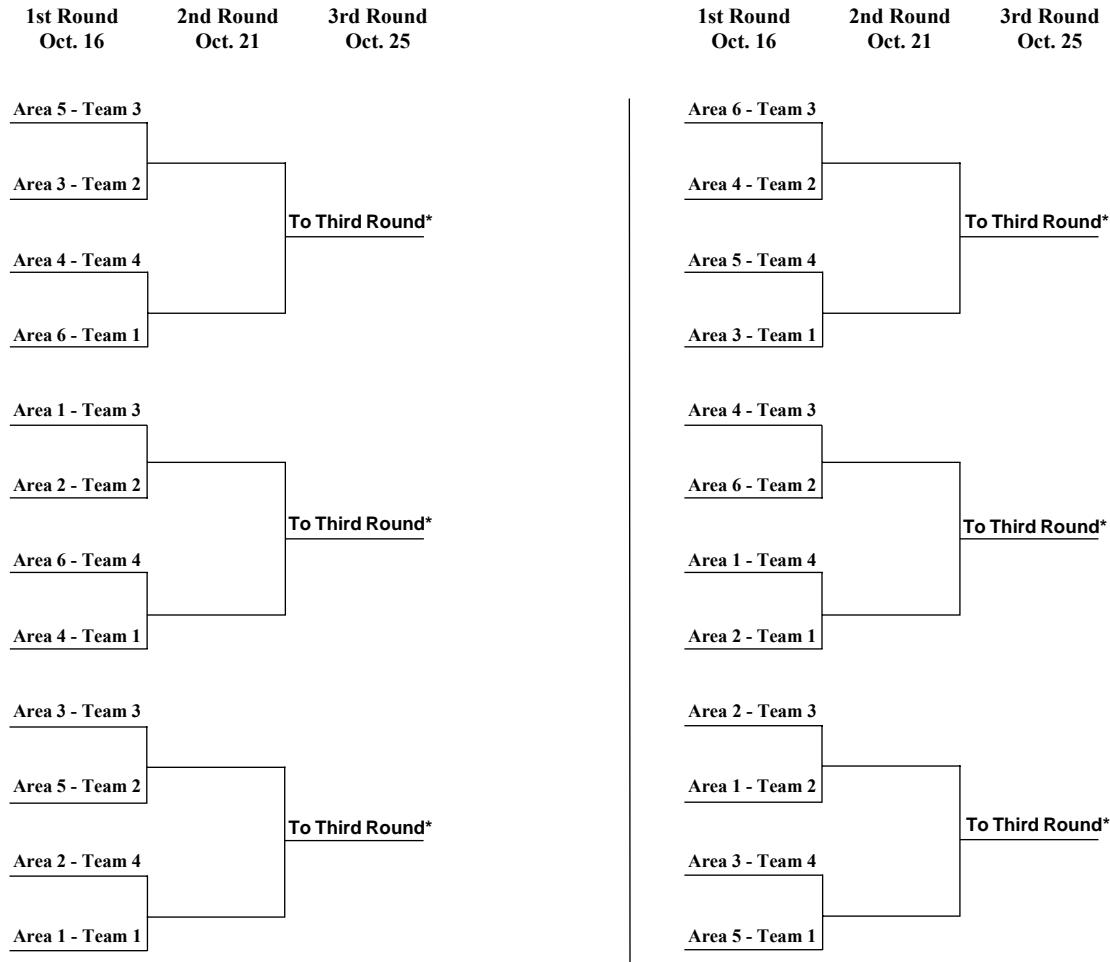 1st Round 2nd Round 3rd Round
Oct. 16 Oct. 21 Oct. 25
Area 5 - Team 3
Area 3 - Team 2
To Third Round*
Area 4 - Team 4
Area 6 - Team 1
Area 1 - Team 3
Area 2 - Team 2
To Third Round*
Area 6 - Team 4
Area 4 - Team 1
Area 3 - Team 3
Area 5 - Team 2
To Third Round*
Area 2 - Team 4
Area 1 - Team 1
1st Round 2nd Round 3rd Round
Oct. 16 Oct. 21 Oct. 25
Area 6 - Team 3
Area 4 - Team 2
To Third Round*
Area 5 - Team 4
Area 3 - Team 1
Area 4 - Team 3
Area 6 - Team 2
To Third Round*
Area 1 - Team 4
Area 2 - Team 1
Area 2 - Team 3
Area 1 - Team 2
To Third Round*
Area 3 - Team 4
Area 5 - Team 1